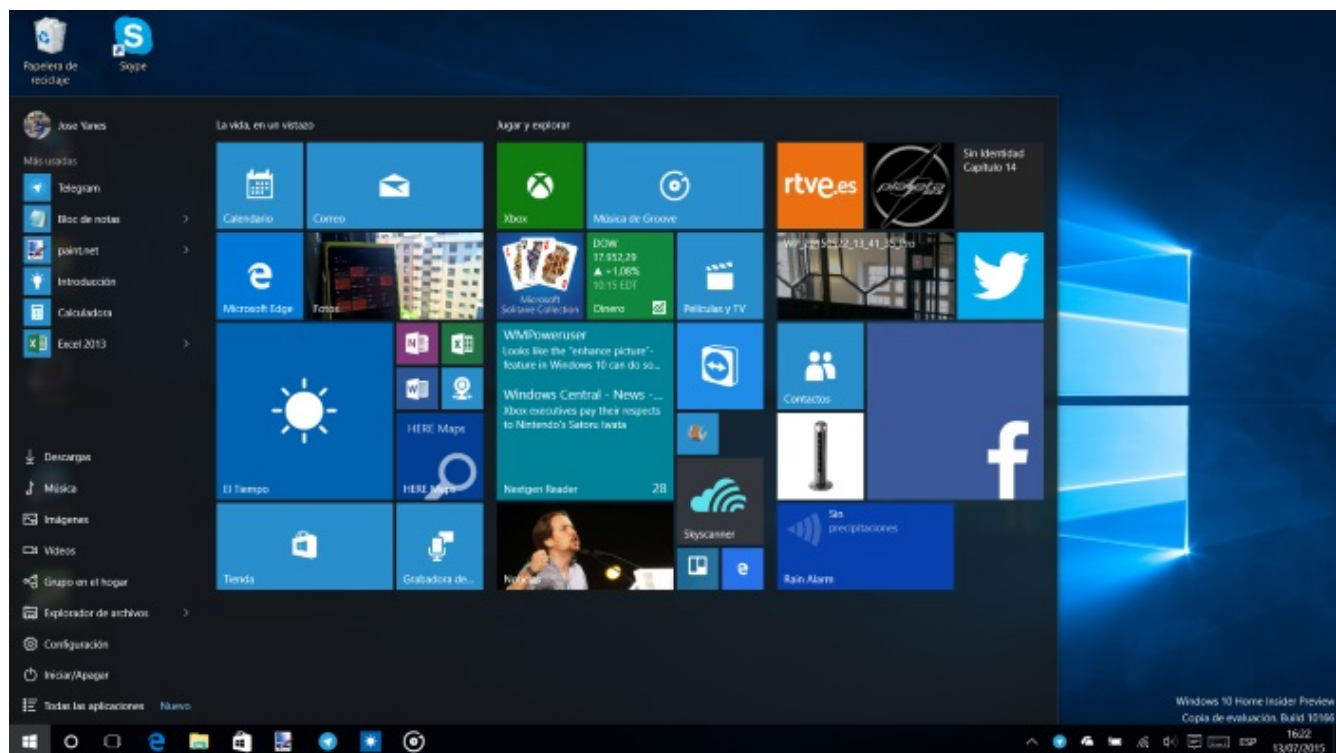 Papelera de
reciclaje
Skype
Jose Yanes
Más usadas
Telegram
Bloc de notas
paint.net
Introducción
Calculadora
Excel 2013
Descargas
Música
Imágenes
Vídeos
Grupo en el hogar
Explorador de archivos
Configuración
Iniciar/Apagar
Todas las aplicaciones Nuevo
La vida, en un vistazo
Calendario
Correo
Microsoft Edge
Fotos
El Tiempo
HERE Maps
HERE Maps
Tienda
Grabadora de...
Jugar y explorar
Xbox
Música de Groove
Microsoft
Solitaire Collection
DOW
17.952,29
▲ +1,08%
10:15 EDT
Dinero
Películas y TV
WMPoweruser
Looks like the "enhance picture"-
feature in Windows 10 can do so...
Windows Central - News -...
Xbox executives pay their respects
to Nintendo's Satoru Iwata
Nextgen Reader 28
Skyscanner
Noticias
rtve.es
Sin Identidad
Capítulo 14
WP_20150522_13_41_35_Pro
Contactos
Sin
precipitaciones
Rain Alarm
Windows 10 Home Insider Preview
Copia de evaluación. Build 10166
ESP
16:22
13/07/2015